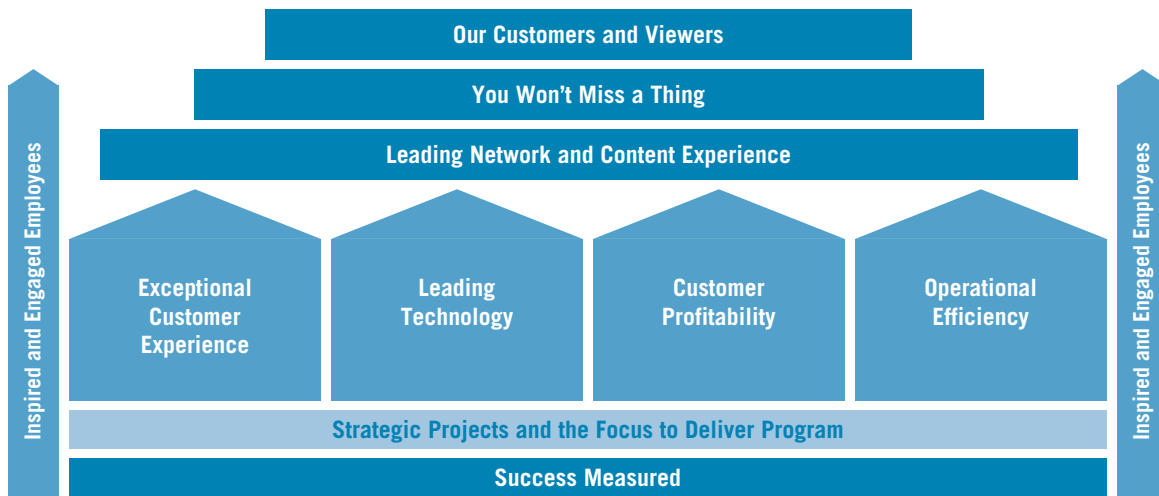 Our Customers and Viewers
You Won't Miss a Thing
Leading Network and Content Experience
Inspired and Engaged Employees
Exceptional
Customer
Experience
Leading
Technology
Customer
Profitability
Operational
Efficiency
Inspired and Engaged Employees
Strategic Projects and the Focus to Deliver Program
Success Measured